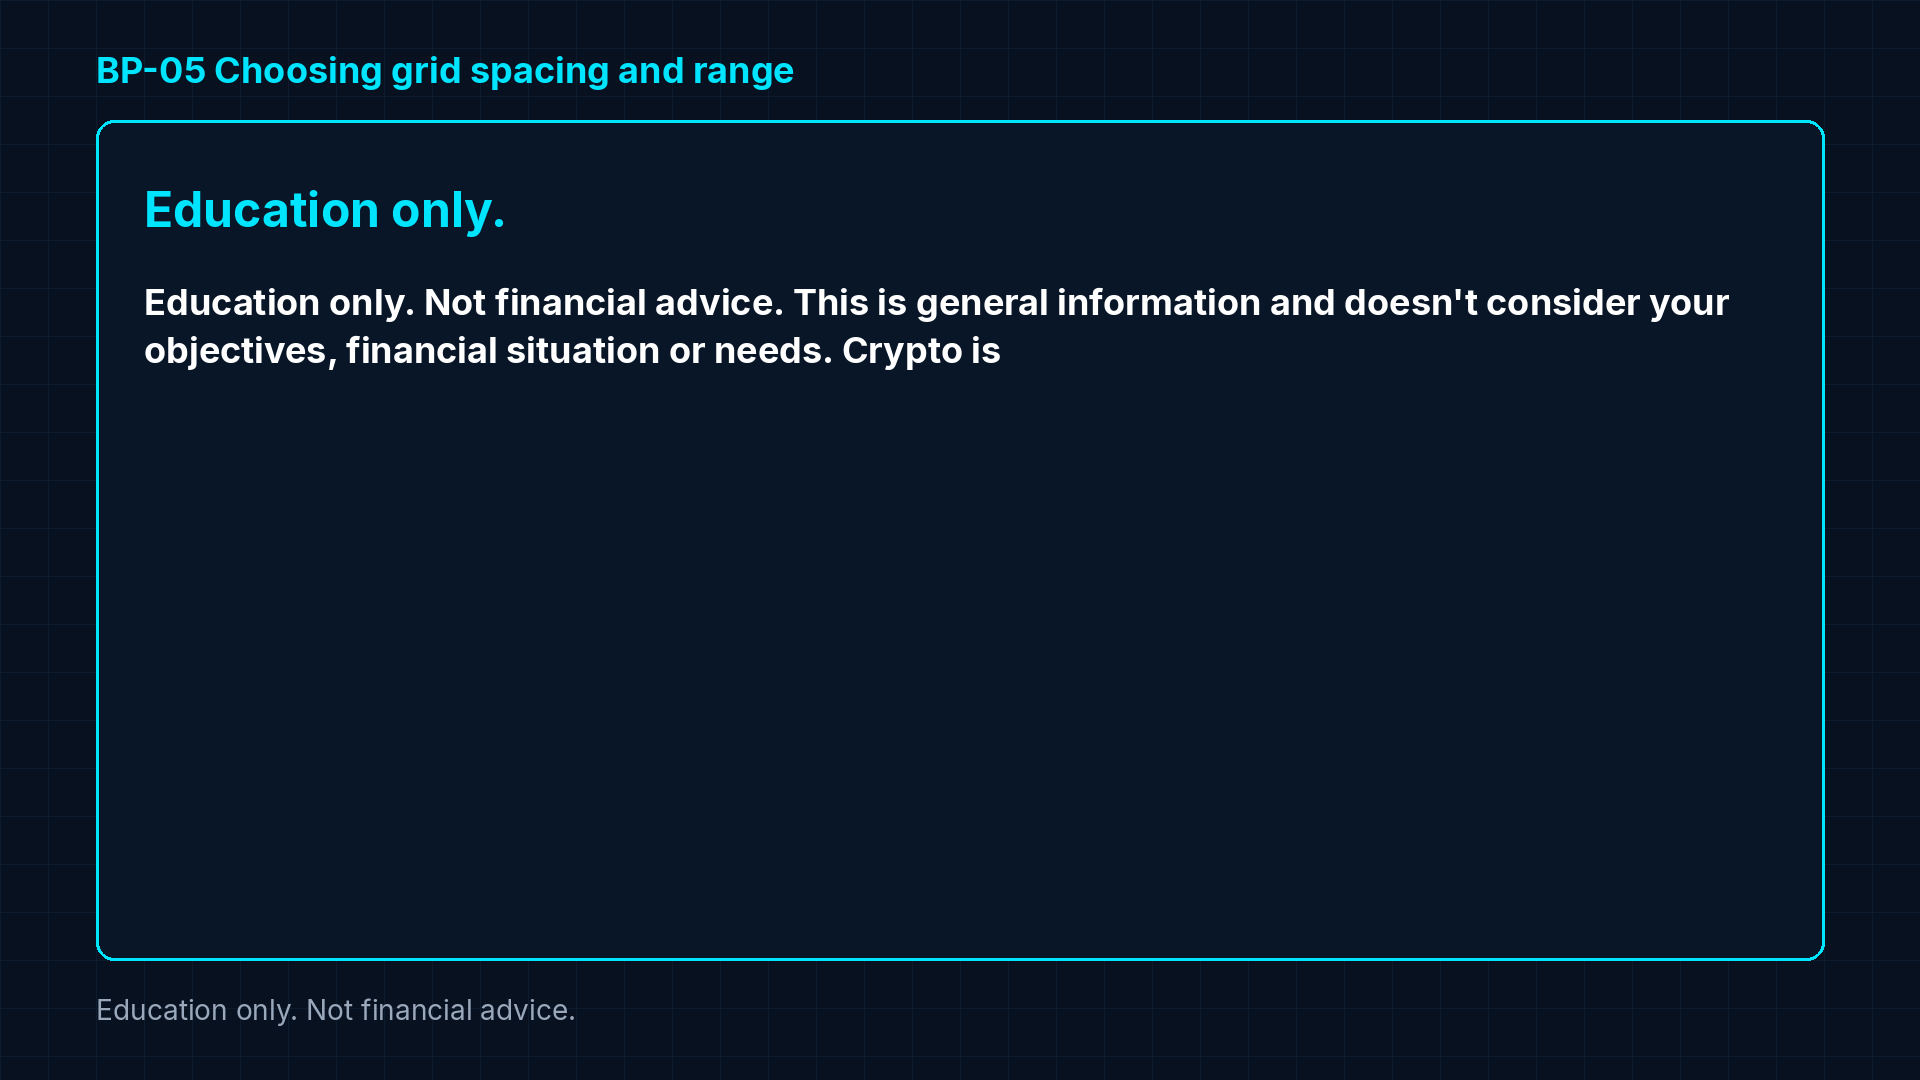 BP-05 Choosing grid spacing and range
Education only.
Education only. Not financial advice. This is general information and doesn't consider your
objectives, financial situation or needs. Crypto is
Education only. Not financial advice.